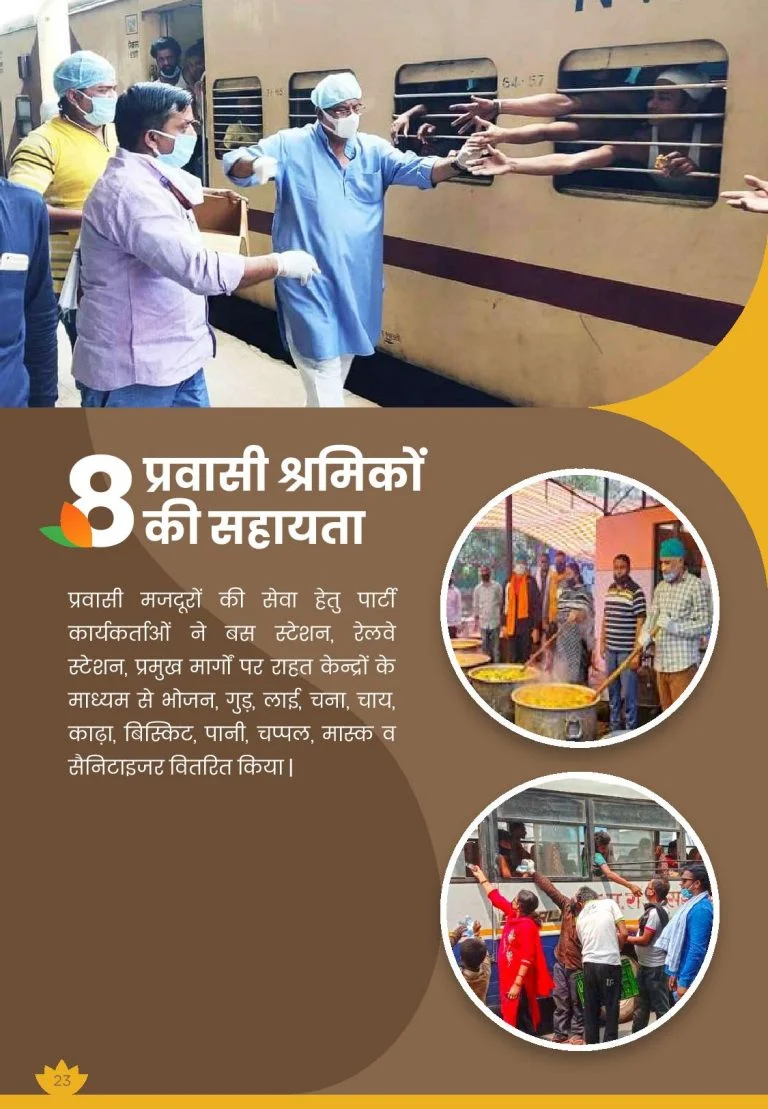 8 प्रवासी श्रमिकों
की सहायता
प्रवासी मजदूरों की सेवा हेतु पार्टी
कार्यकर्ताओं ने बस स्टेशन, रेलवे
स्टेशन, प्रमुख मार्गों पर राहत केन्द्रों के
माध्यम से भोजन, गुड़, लाई, चना, चाय,
काढ़ा, बिस्किट, पानी, चप्पल, मास्क व
सैनिटाइजर वितरित किया |
23